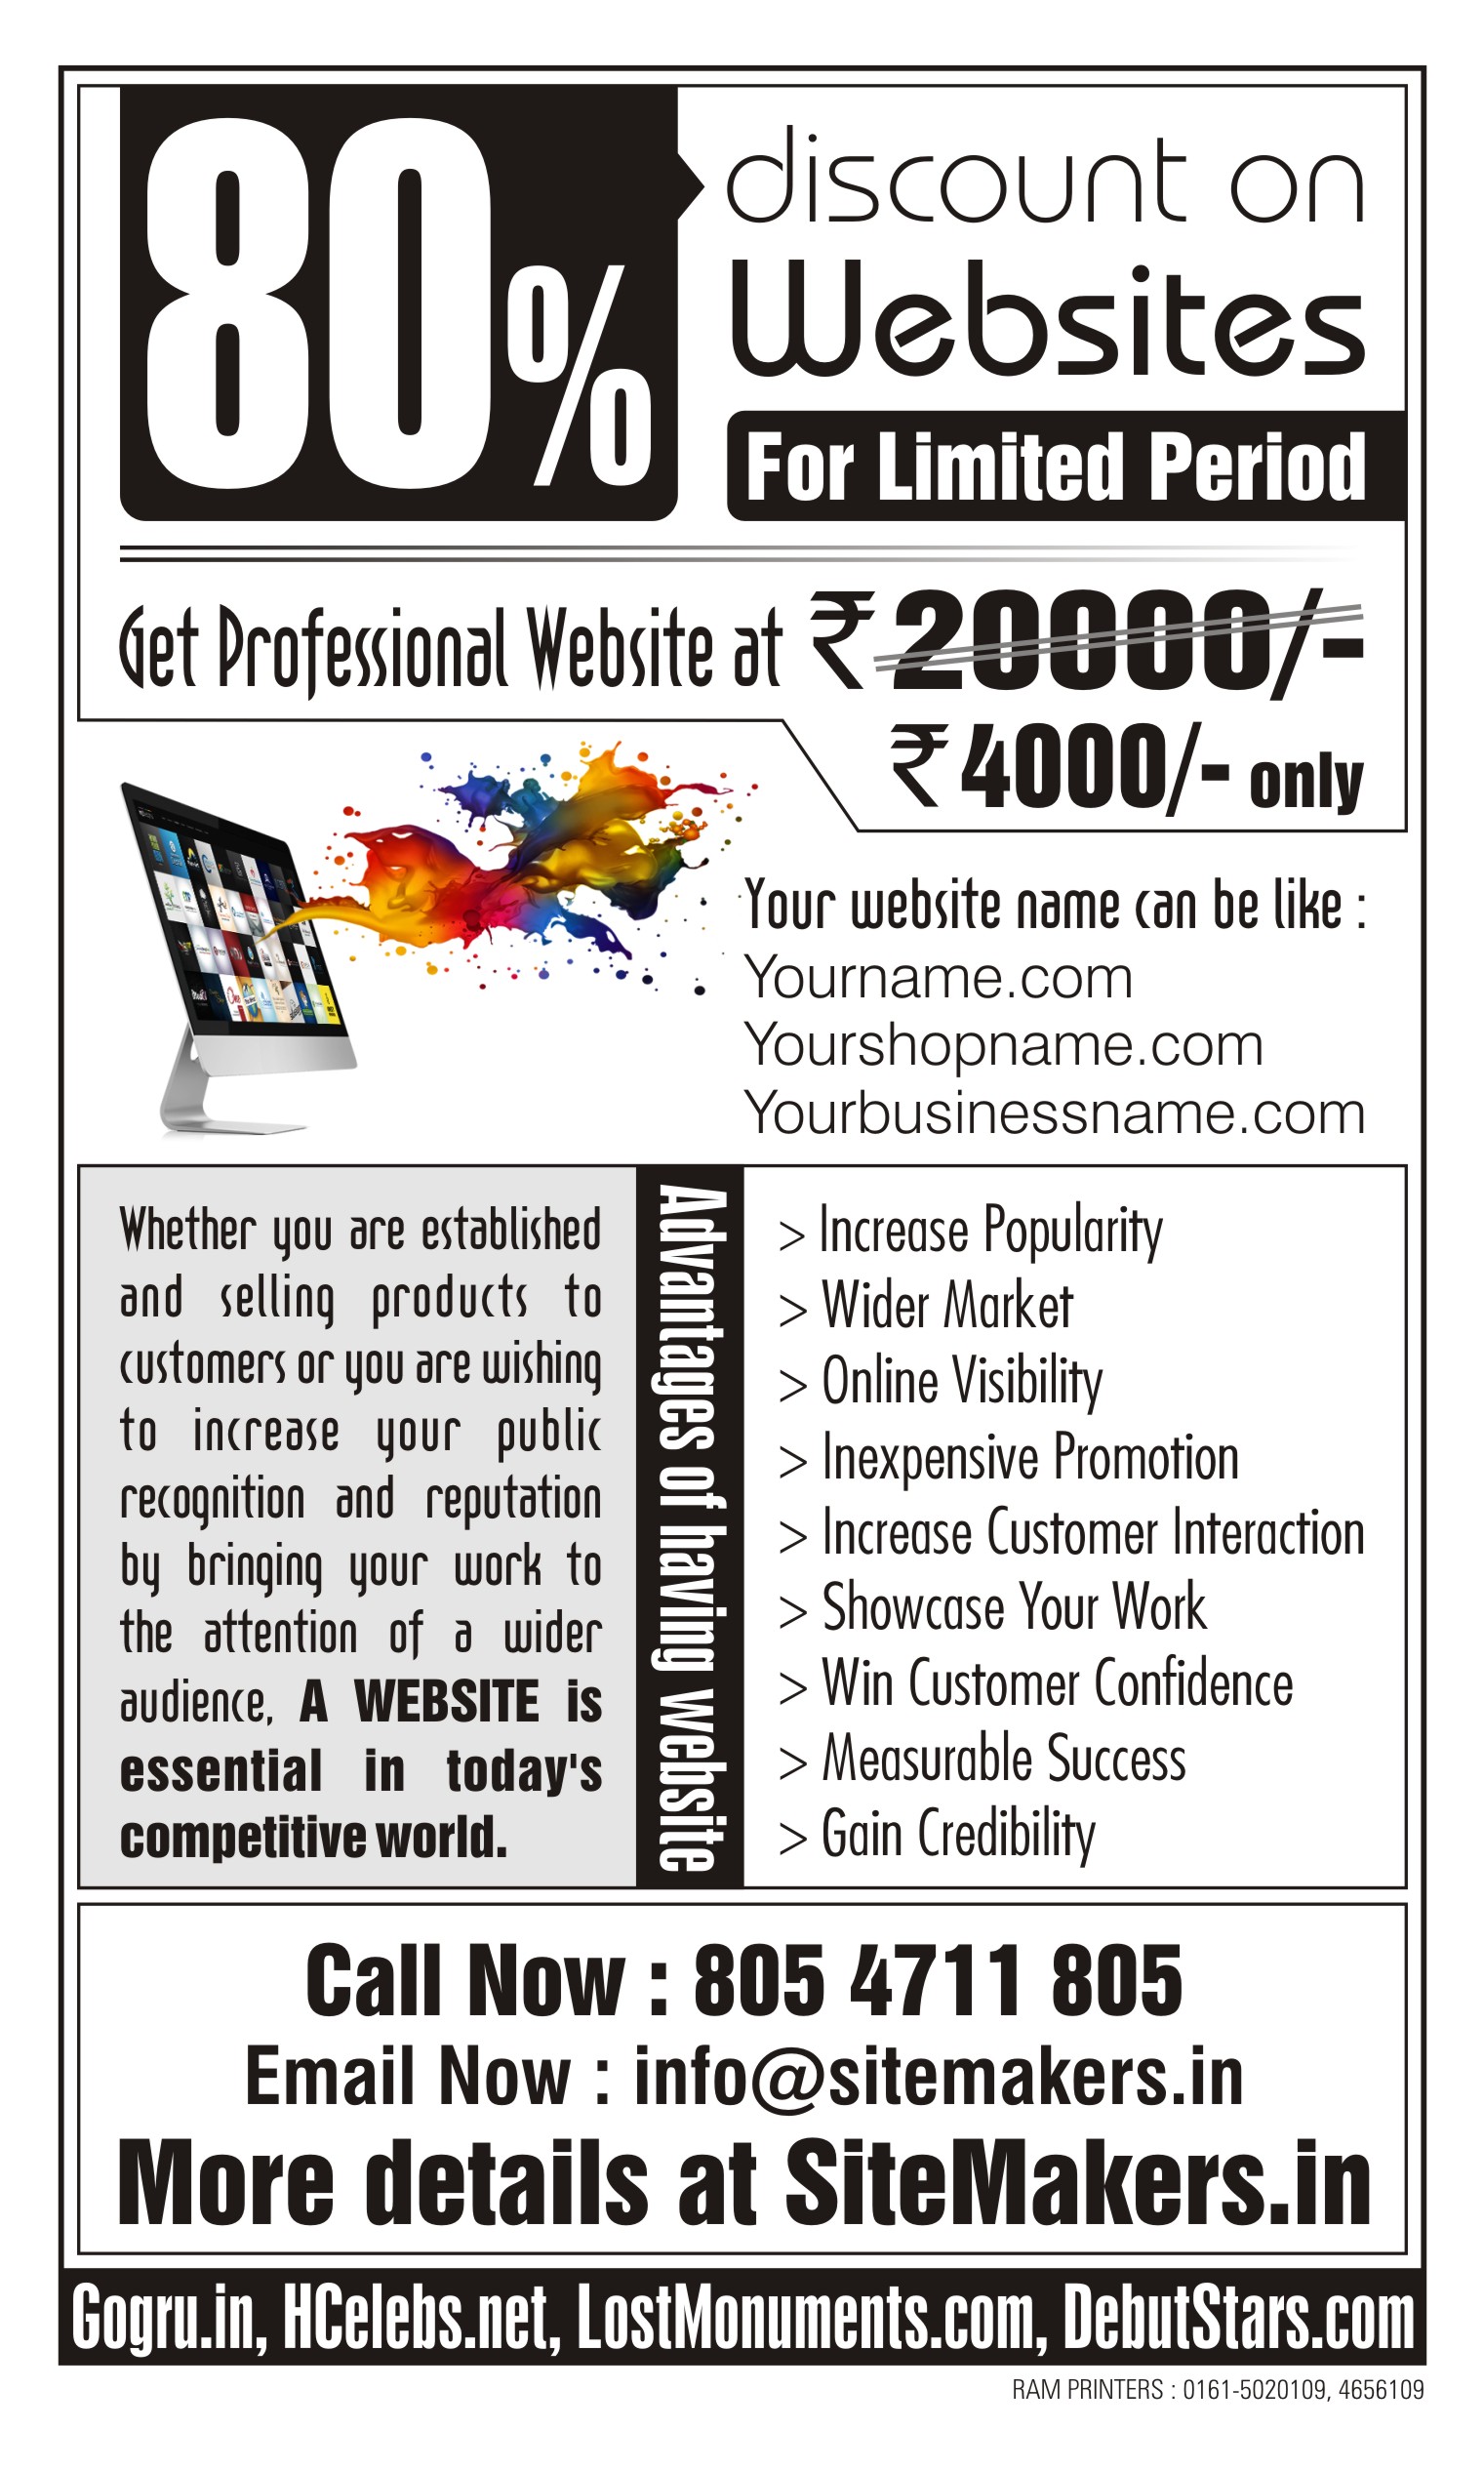 80% discount on
Websites
For Limited Period
Get Professional Website at ₹ 20000/-
₹ 4000/- only
Your website name can be like :
Yourname.com
Yourshopname.com
Yourbusinessname.com
Whether you are established
and selling products to
customers or you are wishing
to increase your public
recognition and reputation
by bringing your work to
the attention of a wider
audience, A WEBSITE is
essential in today's
competitive world.
Advantages of having website
> Increase Popularity
> Wider Market
> Online Visibility
> Inexpensive Promotion
> Increase Customer Interaction
> Showcase Your Work
> Win Customer Confidence
> Measurable Success
> Gain Credibility
Call Now : 805 4711 805
Email Now : info@sitemakers.in
More details at SiteMakers.in
Gogru.in, HCelebs.net, LostMonuments.com, DebutStars.com
RAM PRINTERS : 0161-5020109, 4656109